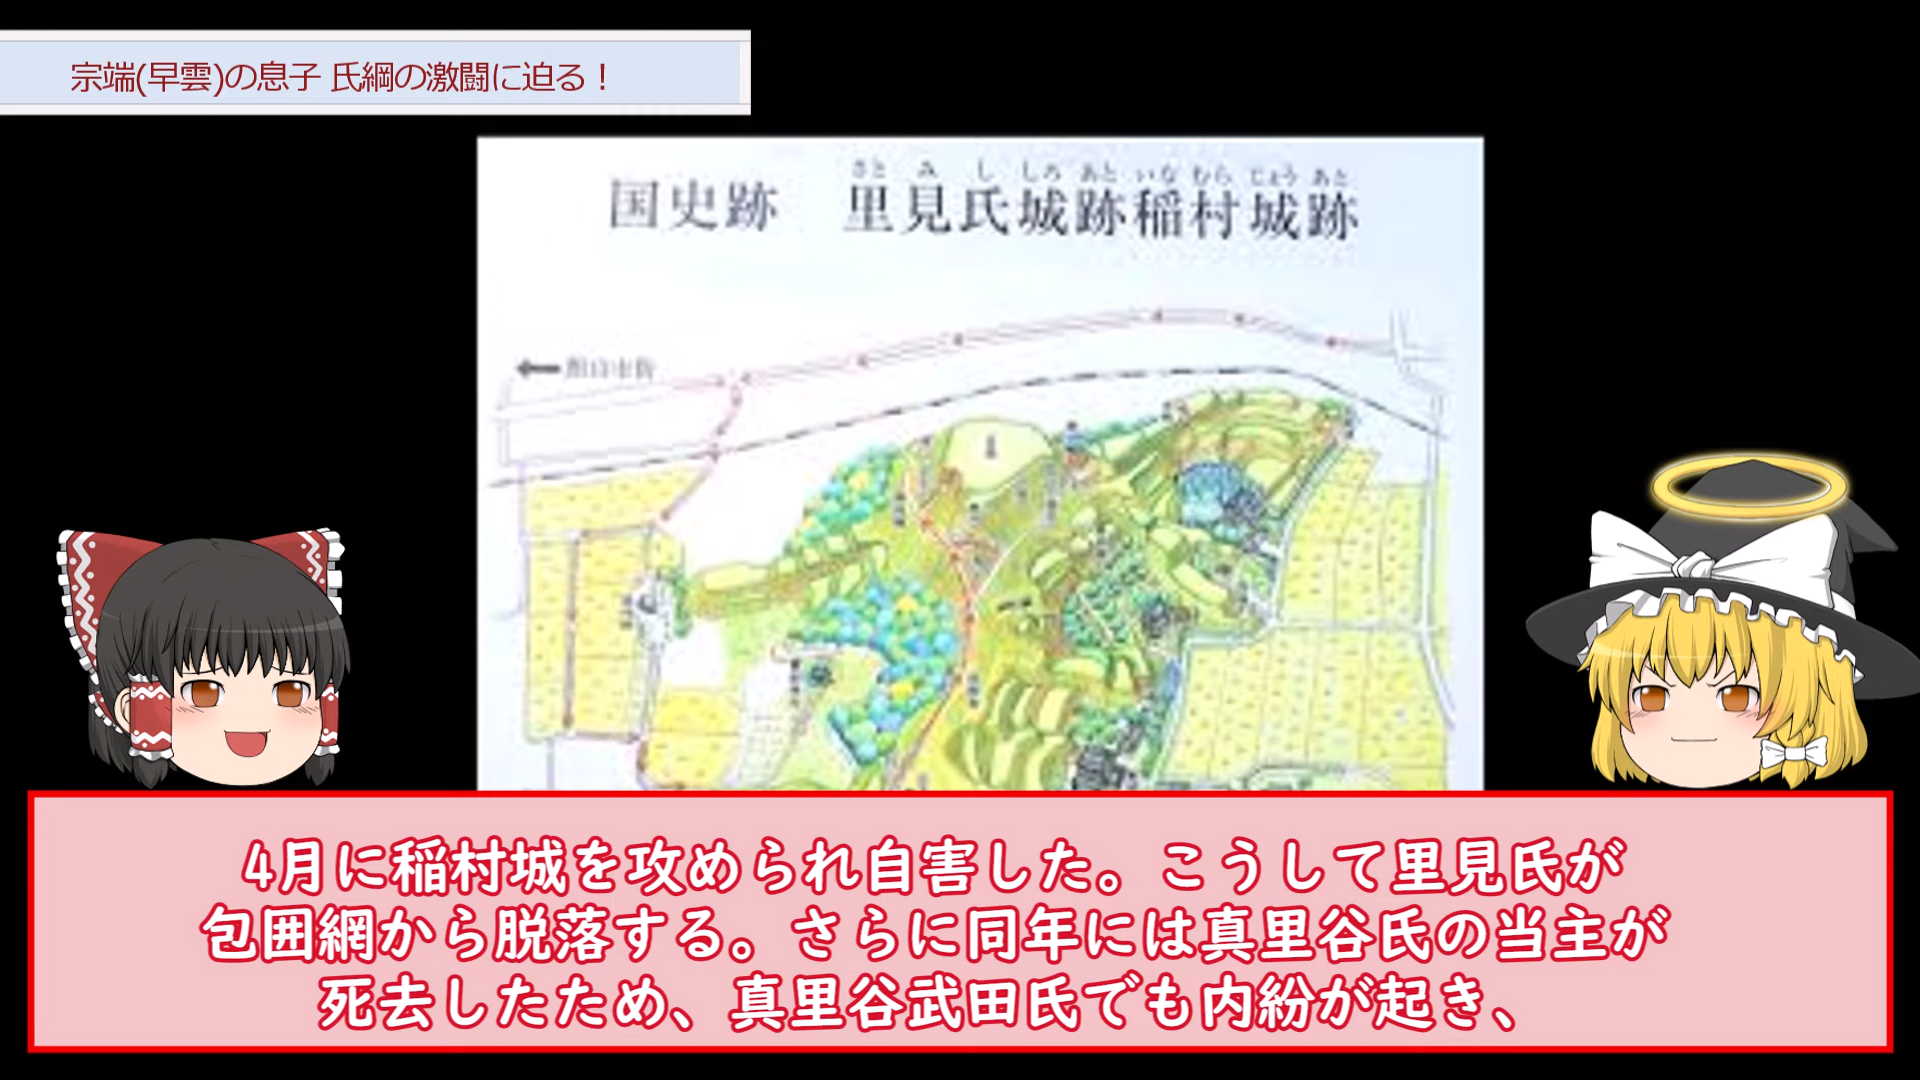 宗端(早雲)の息子 氏綱の激闘に迫る！
さと み し しろ あと いな むら じょう あと
国史跡 里見氏城跡稲村城跡
4月に稲村城を攻められ自害した。こうして里見氏が
包囲網から脱落する。さらに同年には真里谷氏の当主が
死去したため、真里谷武田氏でも内紛が起き、